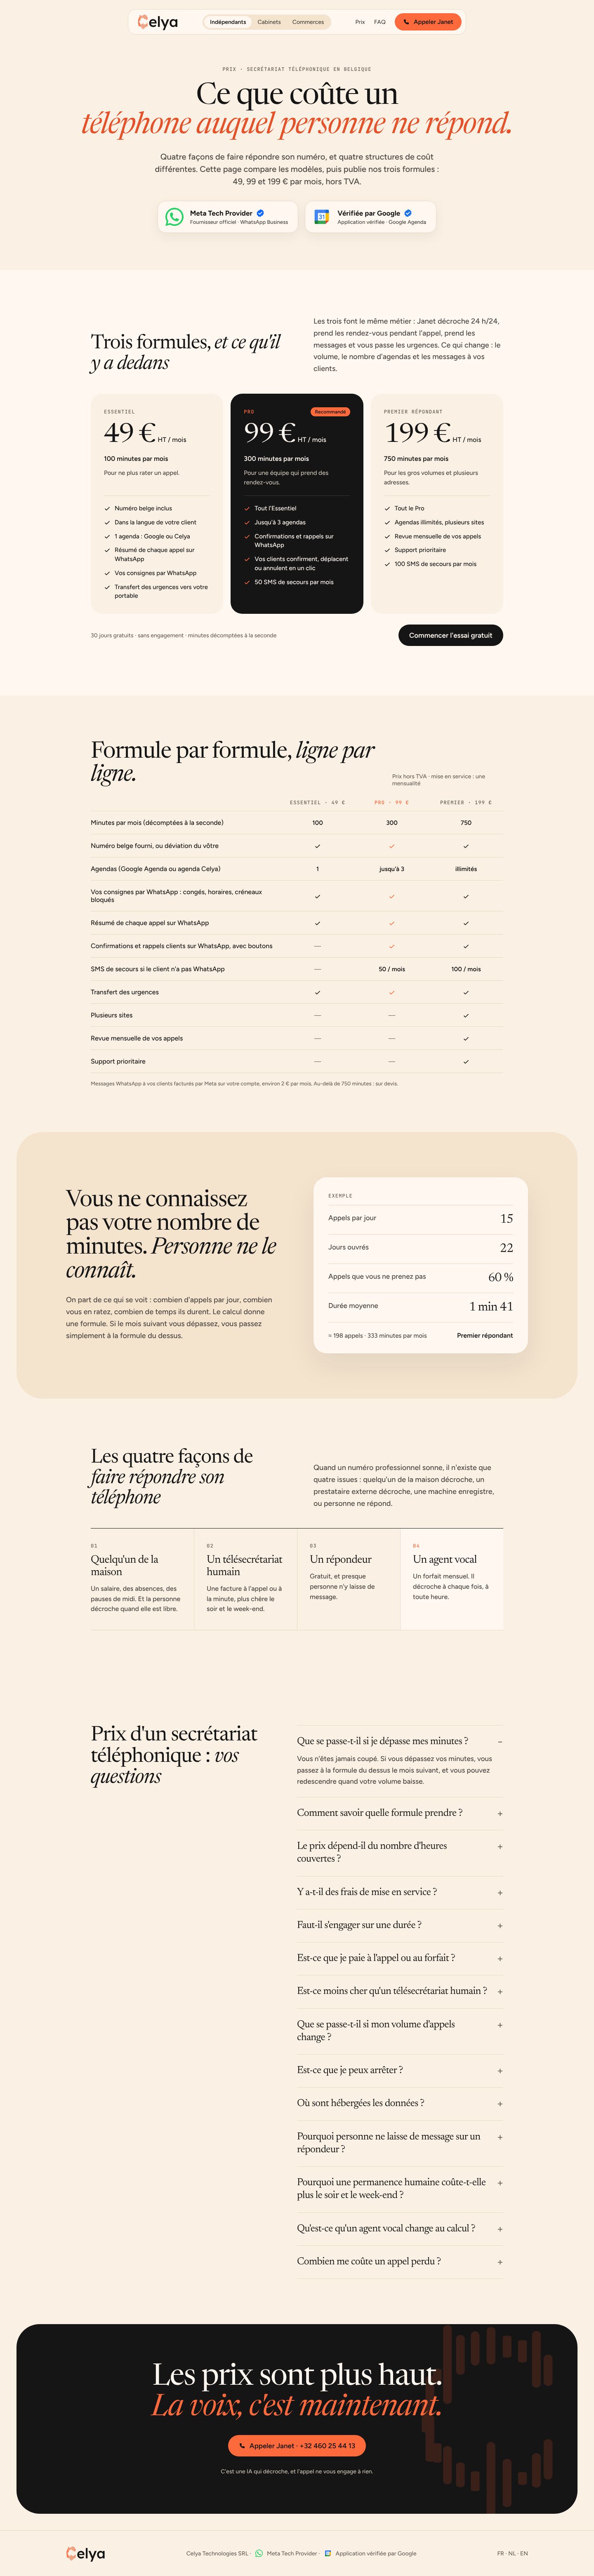 Celya
Indépendants Cabinets Commerces
Prix FAQ Appeler Janet
PRIX · SECRÉTARIAT TÉLÉPHONIQUE EN BELGIQUE
Ce que coûte un
téléphone auquel personne ne répond.
Quatre façons de faire répondre son numéro, et quatre structures de coût
différentes. Cette page compare les modèles, puis publie nos trois formules :
49, 99 et 199 € par mois, hors TVA.
Meta Tech Provider
Fournisseur officiel · WhatsApp Business
31
Vérifiée par Google
Application vérifiée · Google Agenda
Trois formules, et ce qu'il
y a dedans
Les trois font le même métier : Janet décroche 24 h/24,
prend les rendez-vous pendant l'appel, prend les
messages et vous passe les urgences. Ce qui change : le
volume, le nombre d'agendas et les messages à vos
clients.
ESSENTIEL
49 € HT / mois
100 minutes par mois
Pour ne plus rater un appel.
Numéro belge inclus
Dans la langue de votre client
1 agenda : Google ou Celya
Résumé de chaque appel sur
WhatsApp
Vos consignes par WhatsApp
Transfert des urgences vers votre
portable
PRO
Recommandé
99 € HT / mois
300 minutes par mois
Pour une équipe qui prend des
rendez-vous.
Tout l'Essentiel
Jusqu'à 3 agendas
Confirmations et rappels sur
WhatsApp
Vos clients confirment, déplacent
ou annulent en un clic
50 SMS de secours par mois
PREMIER RÉPONDANT
199 € HT / mois
750 minutes par mois
Pour les gros volumes et plusieurs
adresses.
Tout le Pro
Agendas illimités, plusieurs sites
Revue mensuelle de vos appels
Support prioritaire
100 SMS de secours par mois
30 jours gratuits · sans engagement · minutes décomptées à la seconde
Commencer l'essai gratuit
Formule par formule, ligne par
ligne.
Prix hors TVA · mise en service : une
mensualité
ESSENTIEL · 49 € PRO · 99 € PREMIER · 199 €
Minutes par mois (décomptées à la seconde) 100 300 750
Numéro belge fourni, ou déviation du vôtre ✓ ✓ ✓
Agendas (Google Agenda ou agenda Celya) 1 jusqu'à 3 illimités
Vos consignes par WhatsApp : congés, horaires, créneaux
bloqués ✓ ✓ ✓
Résumé de chaque appel sur WhatsApp ✓ ✓ ✓
Confirmations et rappels clients sur WhatsApp, avec boutons — ✓ ✓
SMS de secours si le client n'a pas WhatsApp — 50 / mois 100 / mois
Transfert des urgences ✓ ✓ ✓
Plusieurs sites — — ✓
Revue mensuelle de vos appels — — ✓
Support prioritaire — — ✓
Messages WhatsApp à vos clients facturés par Meta sur votre compte, environ 2 € par mois. Au-delà de 750 minutes : sur devis.
Vous ne connaissez
pas votre nombre de
minutes. Personne ne le
connaît.
On part de ce qui se voit : combien d'appels par jour, combien
vous en ratez, combien de temps ils durent. Le calcul donne
une formule. Si le mois suivant vous dépassez, vous passez
simplement à la formule du dessus.
EXEMPLE
Appels par jour 15
Jours ouvrés 22
Appels que vous ne prenez pas 60 %
Durée moyenne 1 min 41
≈ 198 appels · 333 minutes par mois Premier répondant
Les quatre façons de
faire répondre son
téléphone
Quand un numéro professionnel sonne, il n'existe que
quatre issues : quelqu'un de la maison décroche, un
prestataire externe décroche, une machine enregistre,
ou personne ne répond.
01
Quelqu'un de la
maison
Un salaire, des absences, des
pauses de midi. Et la personne
décroche quand elle est libre.
02
Un télésecrétariat
humain
Une facture à l'appel ou à
la minute, plus chère le
soir et le week-end.
03
Un répondeur
Gratuit, et presque
personne n'y laisse de
message.
04
Un agent vocal
Un forfait mensuel. Il
décroche à chaque fois, à
toute heure.
Prix d'un secrétariat
téléphonique : vos
questions
Que se passe-t-il si je dépasse mes minutes ? −
Vous n'êtes jamais coupé. Si vous dépassez vos minutes, vous
passez à la formule du dessus le mois suivant, et vous pouvez
redescendre quand votre volume baisse.
Comment savoir quelle formule prendre ? +
Le prix dépend-il du nombre d'heures
couvertes ? +
Y a-t-il des frais de mise en service ? +
Faut-il s'engager sur une durée ? +
Est-ce que je paie à l'appel ou au forfait ? +
Est-ce moins cher qu'un télésecrétariat humain ? +
Que se passe-t-il si mon volume d'appels
change ? +
Est-ce que je peux arrêter ? +
Où sont hébergées les données ? +
Pourquoi personne ne laisse de message sur un
répondeur ? +
Pourquoi une permanence humaine coûte-t-elle
plus le soir et le week-end ? +
Qu'est-ce qu'un agent vocal change au calcul ? +
Combien me coûte un appel perdu ? +
Les prix sont plus haut.
La voix, c'est maintenant.
Appeler Janet · +32 460 25 44 13
C'est une IA qui décroche, et l'appel ne vous engage à rien.
Celya
Celya Technologies SRL · Meta Tech Provider · Application vérifiée par Google
FR · NL · EN